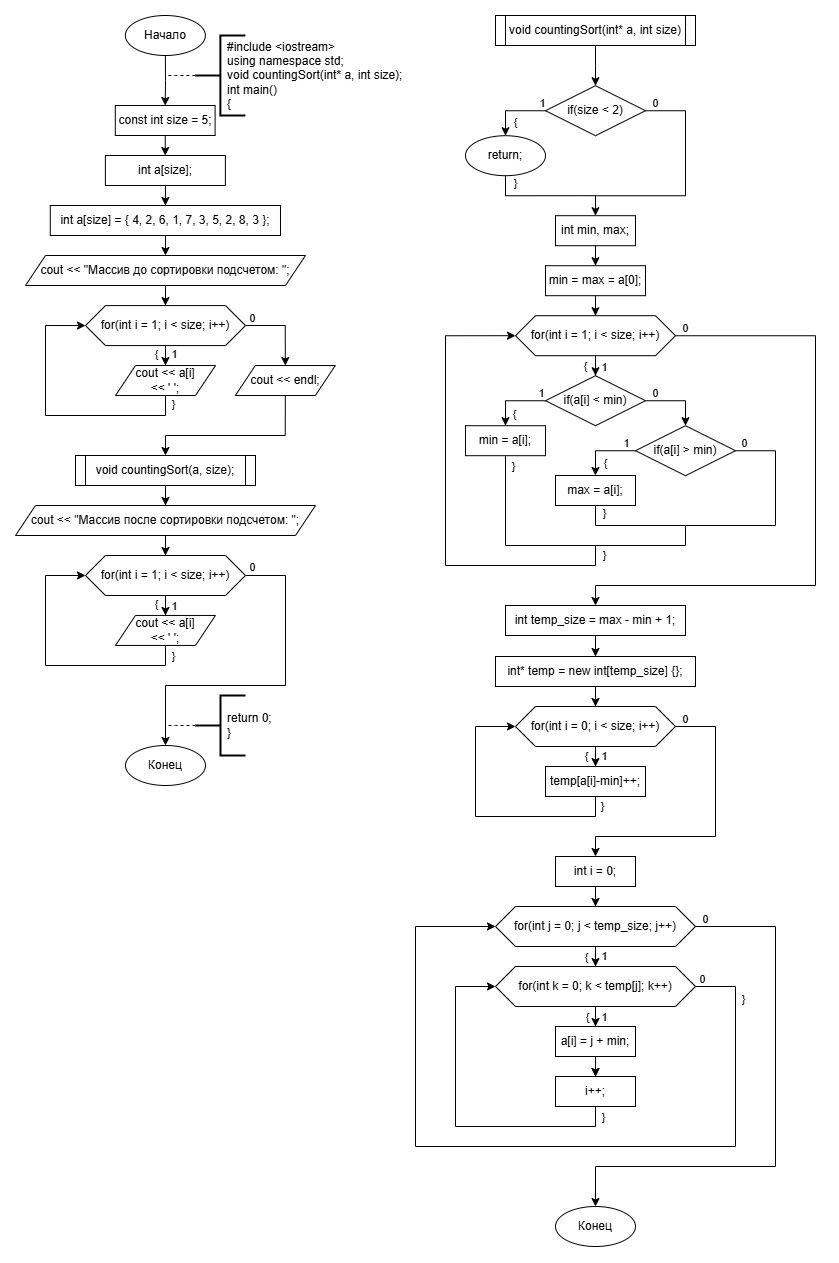 Начало
#include <iostream>
using namespace std;
void countingSort(int* a, int size);
int main()
{
const int size = 5;
int a[size];
int a[size] = { 4, 2, 6, 1, 7, 3, 5, 2, 8, 3 };
cout << "Массив до сортировки подсчетом: ";
for(int i = 1; i < size; i++)
0
{ 1
cout << a[i]
<< ' ';
}
cout << endl;
void countingSort(a, size);
cout << "Массив после сортировки подсчетом: ";
for(int i = 1; i < size; i++)
0
{ 1
cout << a[i]
<< ' ';
}
return 0;
}
Конец
void countingSort(int* a, int size)
if(size < 2)
1
0
{
return;
}
int min, max;
min = max = a[0];
for(int i = 1; i < size; i++)
0
{ 1
if(a[i] < min)
1
0
{
min = a[i];
}
if(a[i] > min)
1
0
{
max = a[i];
}
}
int temp_size = max - min + 1;
int* temp = new int[temp_size] {};
for(int i = 0; i < size; i++)
0
{ 1
temp[a[i]-min]++;
}
int i = 0;
for(int j = 0; j < temp_size; j++)
0
{ 1
for(int k = 0; k < temp[j]; k++)
0
}
{ 1
a[i] = j + min;
i++;
}
Конец